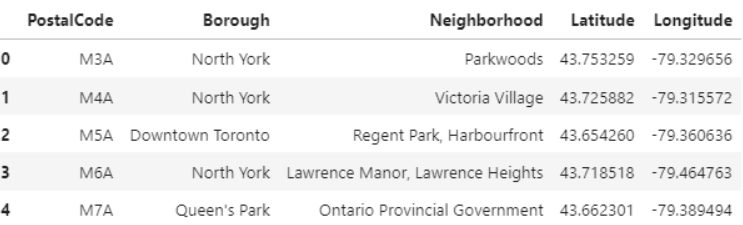 PostalCode Borough Neighborhood Latitude Longitude
0 M3A North York Parkwoods 43.753259 -79.329656
1 M4A North York Victoria Village 43.725882 -79.315572
2 M5A Downtown Toronto Regent Park, Harbourfront 43.654260 -79.360636
3 M6A North York Lawrence Manor, Lawrence Heights 43.718518 -79.464763
4 M7A Queen's Park Ontario Provincial Government 43.662301 -79.389494